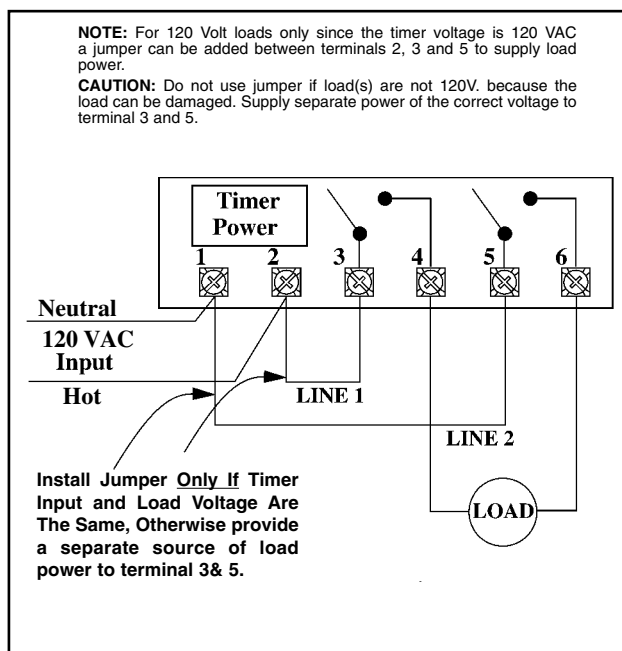 NOTE: For 120 Volt loads only since the timer voltage is 120 VAC
a jumper can be added between terminals 2, 3 and 5 to supply load
power.
CAUTION: Do not use jumper if load(s) are not 120V. because the
load can be damaged. Supply separate power of the correct voltage to
terminal 3 and 5.
Timer
Power
1 2 3 4 5 6
Neutral
120 VAC
Input
Hot
LINE 1
LINE 2
Install Jumper Only If Timer
Input and Load Voltage Are
The Same, Otherwise provide
a separate source of load
power to terminal 3& 5.
LOAD